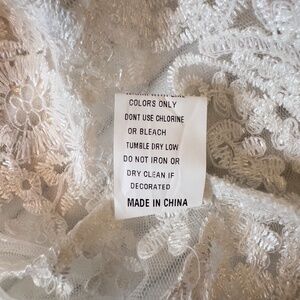 COLORS ONLY
DONT USE CHLORINE
OR BLEACH
TUMBLE DRY LOW
DO NOT IRON OR
DRY CLEAN IF
DECORATED
MADE IN CHINA